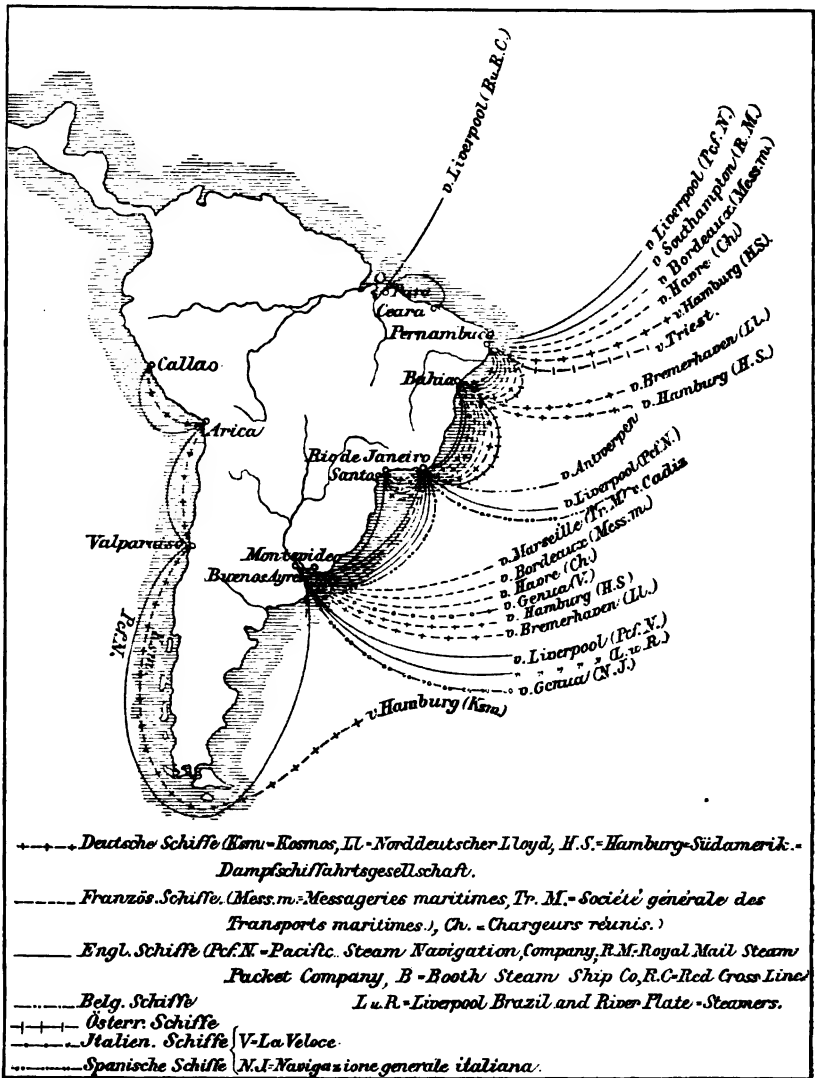 v. Liverpool (B.u.R.C.)
v. Liverpool (Pcf. N.)
v. Southampton (R. M.)
v. Bordeaux (Mess.m.)
v. Havre (Ch.)
v. Hamburg (H.S.)
v. Triest.
v. Bremerhaven (Ll.)
v. Hamburg (H. S.)
Pará
Ceara
Pernambuco
Callao
Bahia
Arica
Rio de Janeiro
Santos
v. Antwerpen
v. Liverpool (Pcf. N.)
v. Cadiz
v. Marseille (Tr. M.)
v. Bordeaux (Mess. m.)
v. Havre (Ch.)
v. Genua (V.)
v. Hamburg (H.S.)
v. Bremerhaven (Ll.)
Valparaiso
Montevideo
Buenos Ayres
v. Liverpool (Pcf. N.)
" " " " (L. u. R.)
v. Genua (N. J.)
Pcf. N.
Ksm.
v. Hamburg (Ksm.)
Deutsche Schiffe (Ksm.=Kosmos, Ll=Norddeutscher Lloyd, H.S.=Hamburg=Südamerik.=
Dampfschiffahrtsgesellschaft.
Französ. Schiffe. (Mess.m.=Messageries maritimes, Tr. M.=Société générale des
Transports maritimes.), Ch. = Chargeurs réunis.)
Engl. Schiffe (Pcf. N.=Pacific. Steam Navigation, Company, R.M.=Royal Mail Steam
Packet Company, B=Booth Steam Ship Co, R.C=Red Cross Line,
Belg. Schiffe L u. R.=Liverpool Brazil and River Plate=Steamers.
Österr. Schiffe
Italien. Schiffe V=La Veloce
Spanische Schiffe N.J=Navigazione generale italiana.